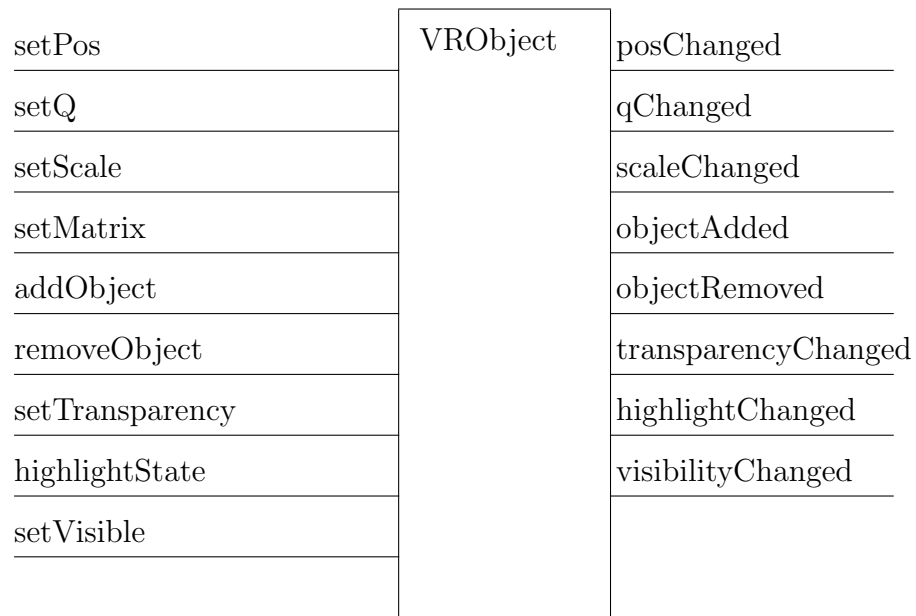 VRObject
setPos
setQ
setScale
setMatrix
addObject
removeObject
setTransparency
highlightState
setVisible
posChanged
qChanged
scaleChanged
objectAdded
objectRemoved
transparencyChanged
highlightChanged
visibilityChanged